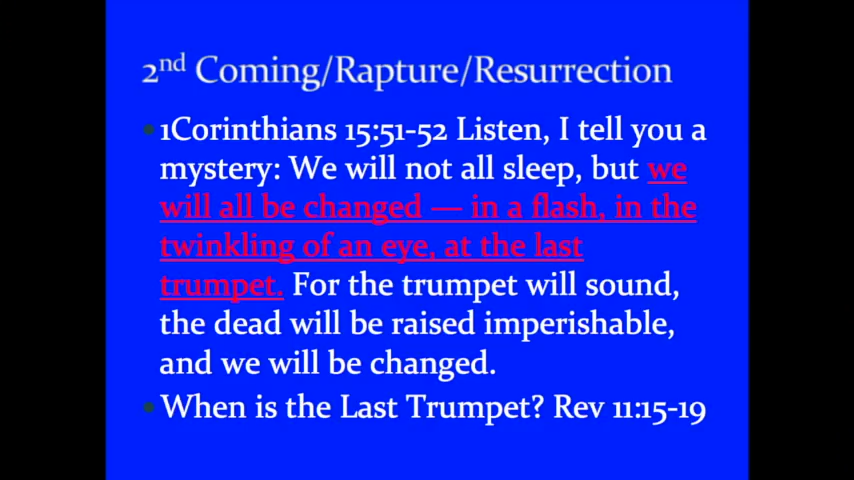 2nd Coming/Rapture/Resurrection
•1Corinthians 15:51-52 Listen, I tell you a
mystery: We will not all sleep, but we
will all be changed — in a flash, in the
twinkling of an eye, at the last
trumpet. For the trumpet will sound,
the dead will be raised imperishable,
and we will be changed.
•When is the Last Trumpet? Rev 11:15-19